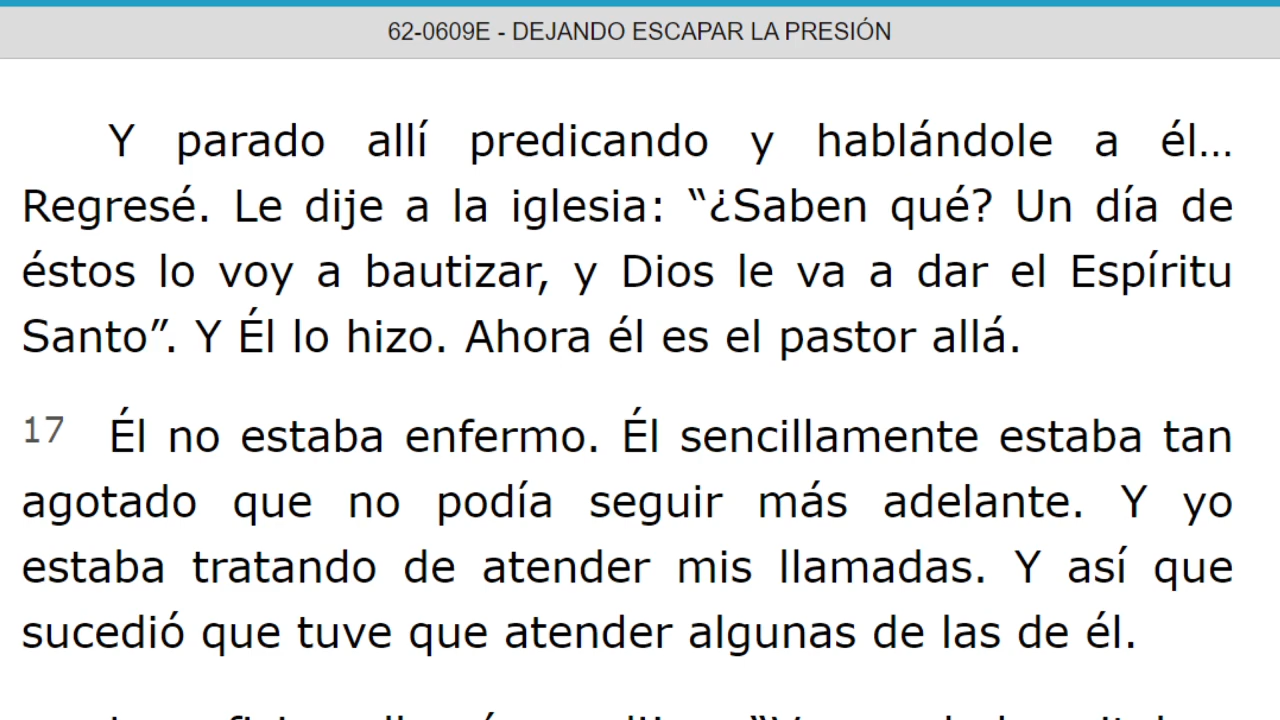 62-0609E - DEJANDO ESCAPAR LA PRESIÓN
Y parado allí predicando y hablándole a él…
Regresé. Le dije a la iglesia: “¿Saben qué? Un día de
éstos lo voy a bautizar, y Dios le va a dar el Espíritu
Santo”. Y Él lo hizo. Ahora él es el pastor allá.
17 Él no estaba enfermo. Él sencillamente estaba tan
agotado que no podía seguir más adelante. Y yo
estaba tratando de atender mis llamadas. Y así que
sucedió que tuve que atender algunas de las de él.